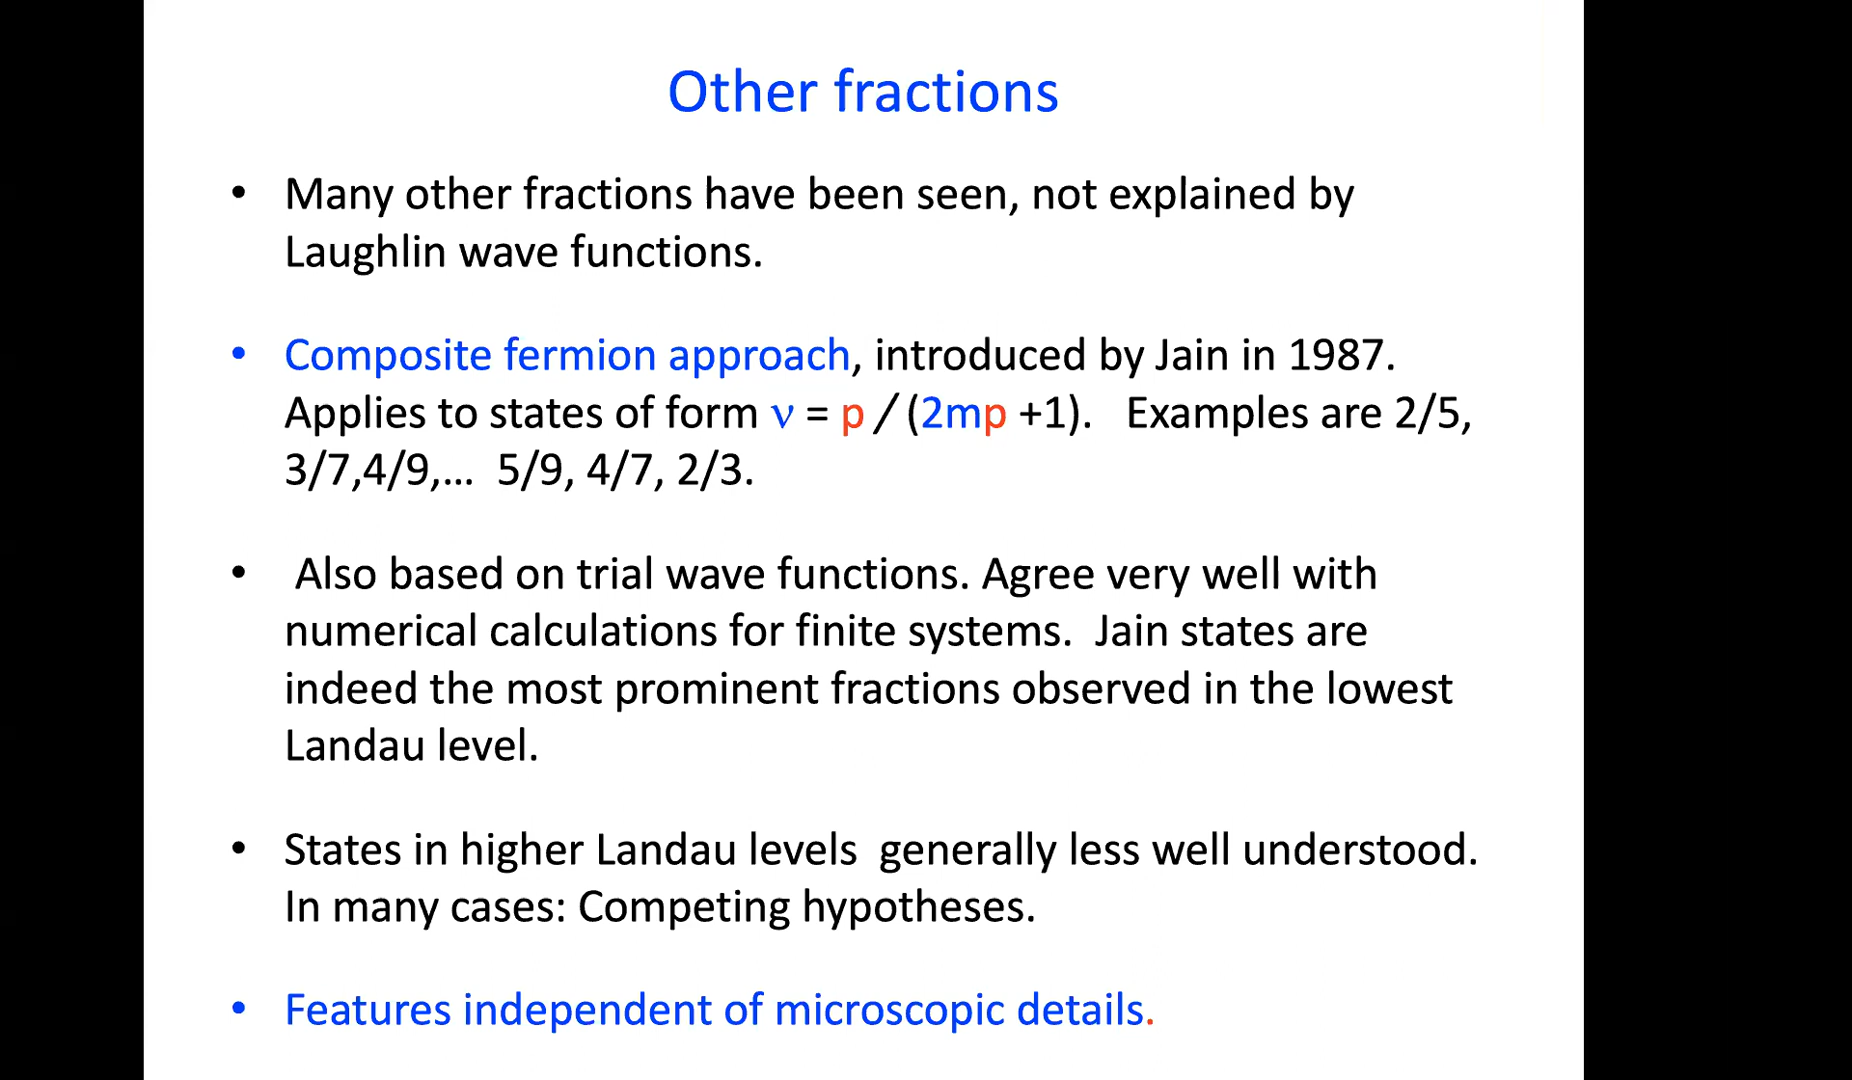 Other fractions
• Many other fractions have been seen, not explained by
Laughlin wave functions.
• Composite fermion approach, introduced by Jain in 1987.
Applies to states of form ν = p / (2mp +1). Examples are 2/5,
3/7,4/9,... 5/9, 4/7, 2/3.
• Also based on trial wave functions. Agree very well with
numerical calculations for finite systems. Jain states are
indeed the most prominent fractions observed in the lowest
Landau level.
• States in higher Landau levels generally less well understood.
In many cases: Competing hypotheses.
• Features independent of microscopic details.